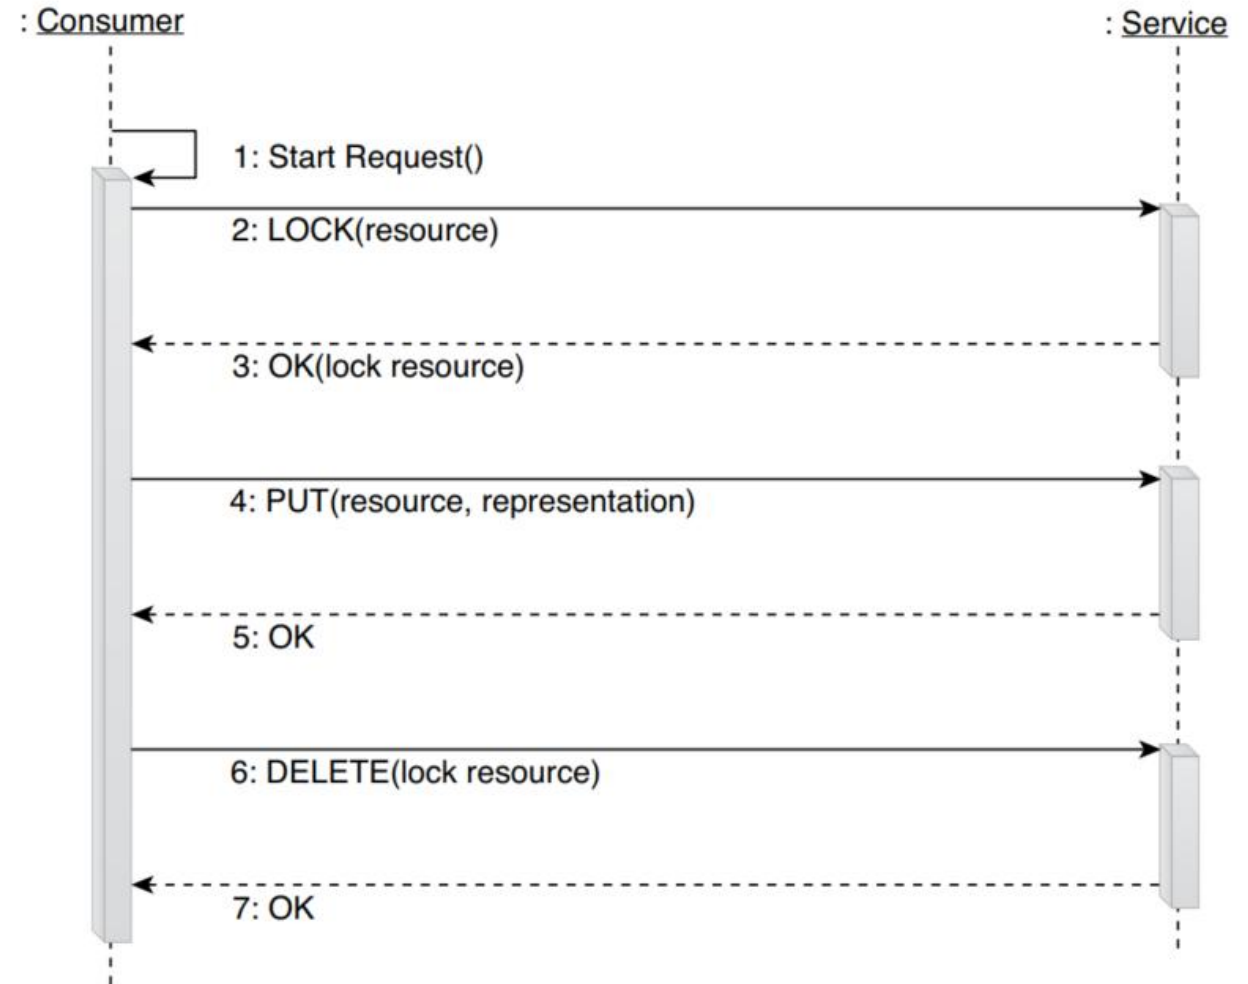 : Consumer
: Service
1: Start Request()
2: LOCK(resource)
3: OK(lock resource)
4: PUT(resource, representation)
5: OK
6: DELETE(lock resource)
7: OK